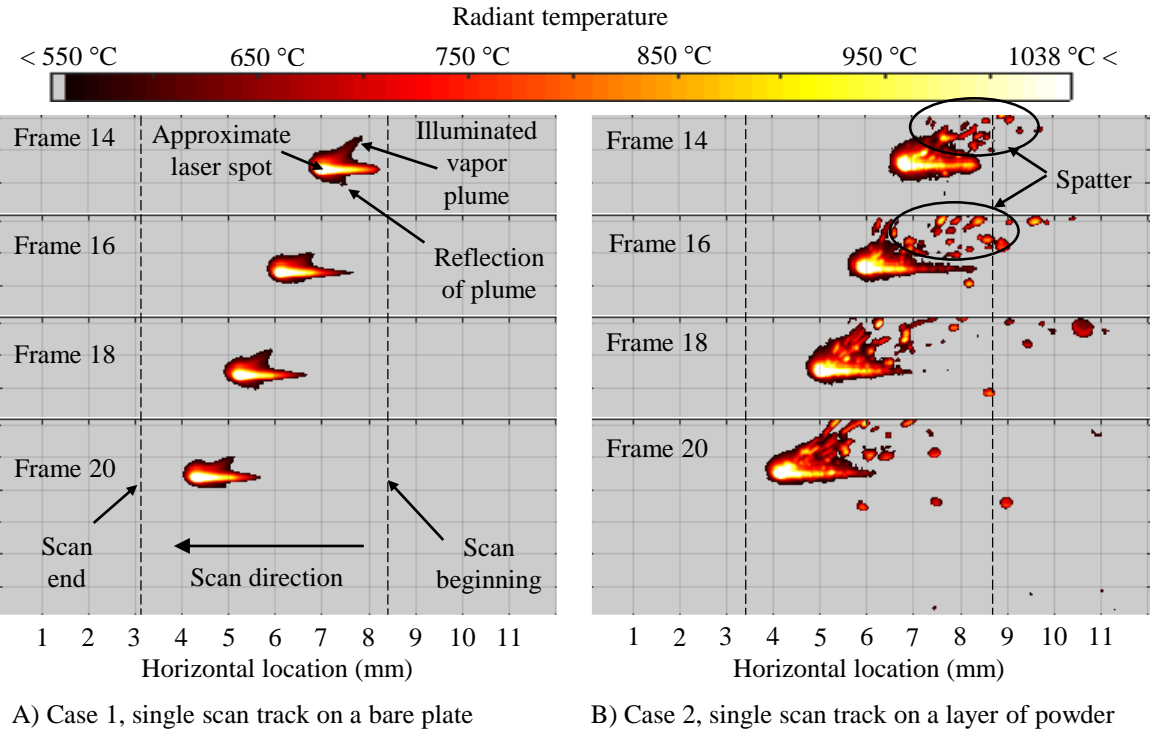 Radiant temperature
< 550 °C 650 °C 750 °C 850 °C 950 °C 1038 °C <
Frame 14
Approximate
laser spot
Illuminated
vapor
plume
Frame 16
Reflection
of plume
Frame 18
Frame 20
Scan
end
Scan direction
Scan
beginning
1 2 3 4 5 6 7 8 9 10 11
Horizontal location (mm)
A) Case 1, single scan track on a bare plate
Frame 14
Spatter
Frame 16
Frame 18
Frame 20
1 2 3 4 5 6 7 8 9 10 11
Horizontal location (mm)
B) Case 2, single scan track on a layer of powder